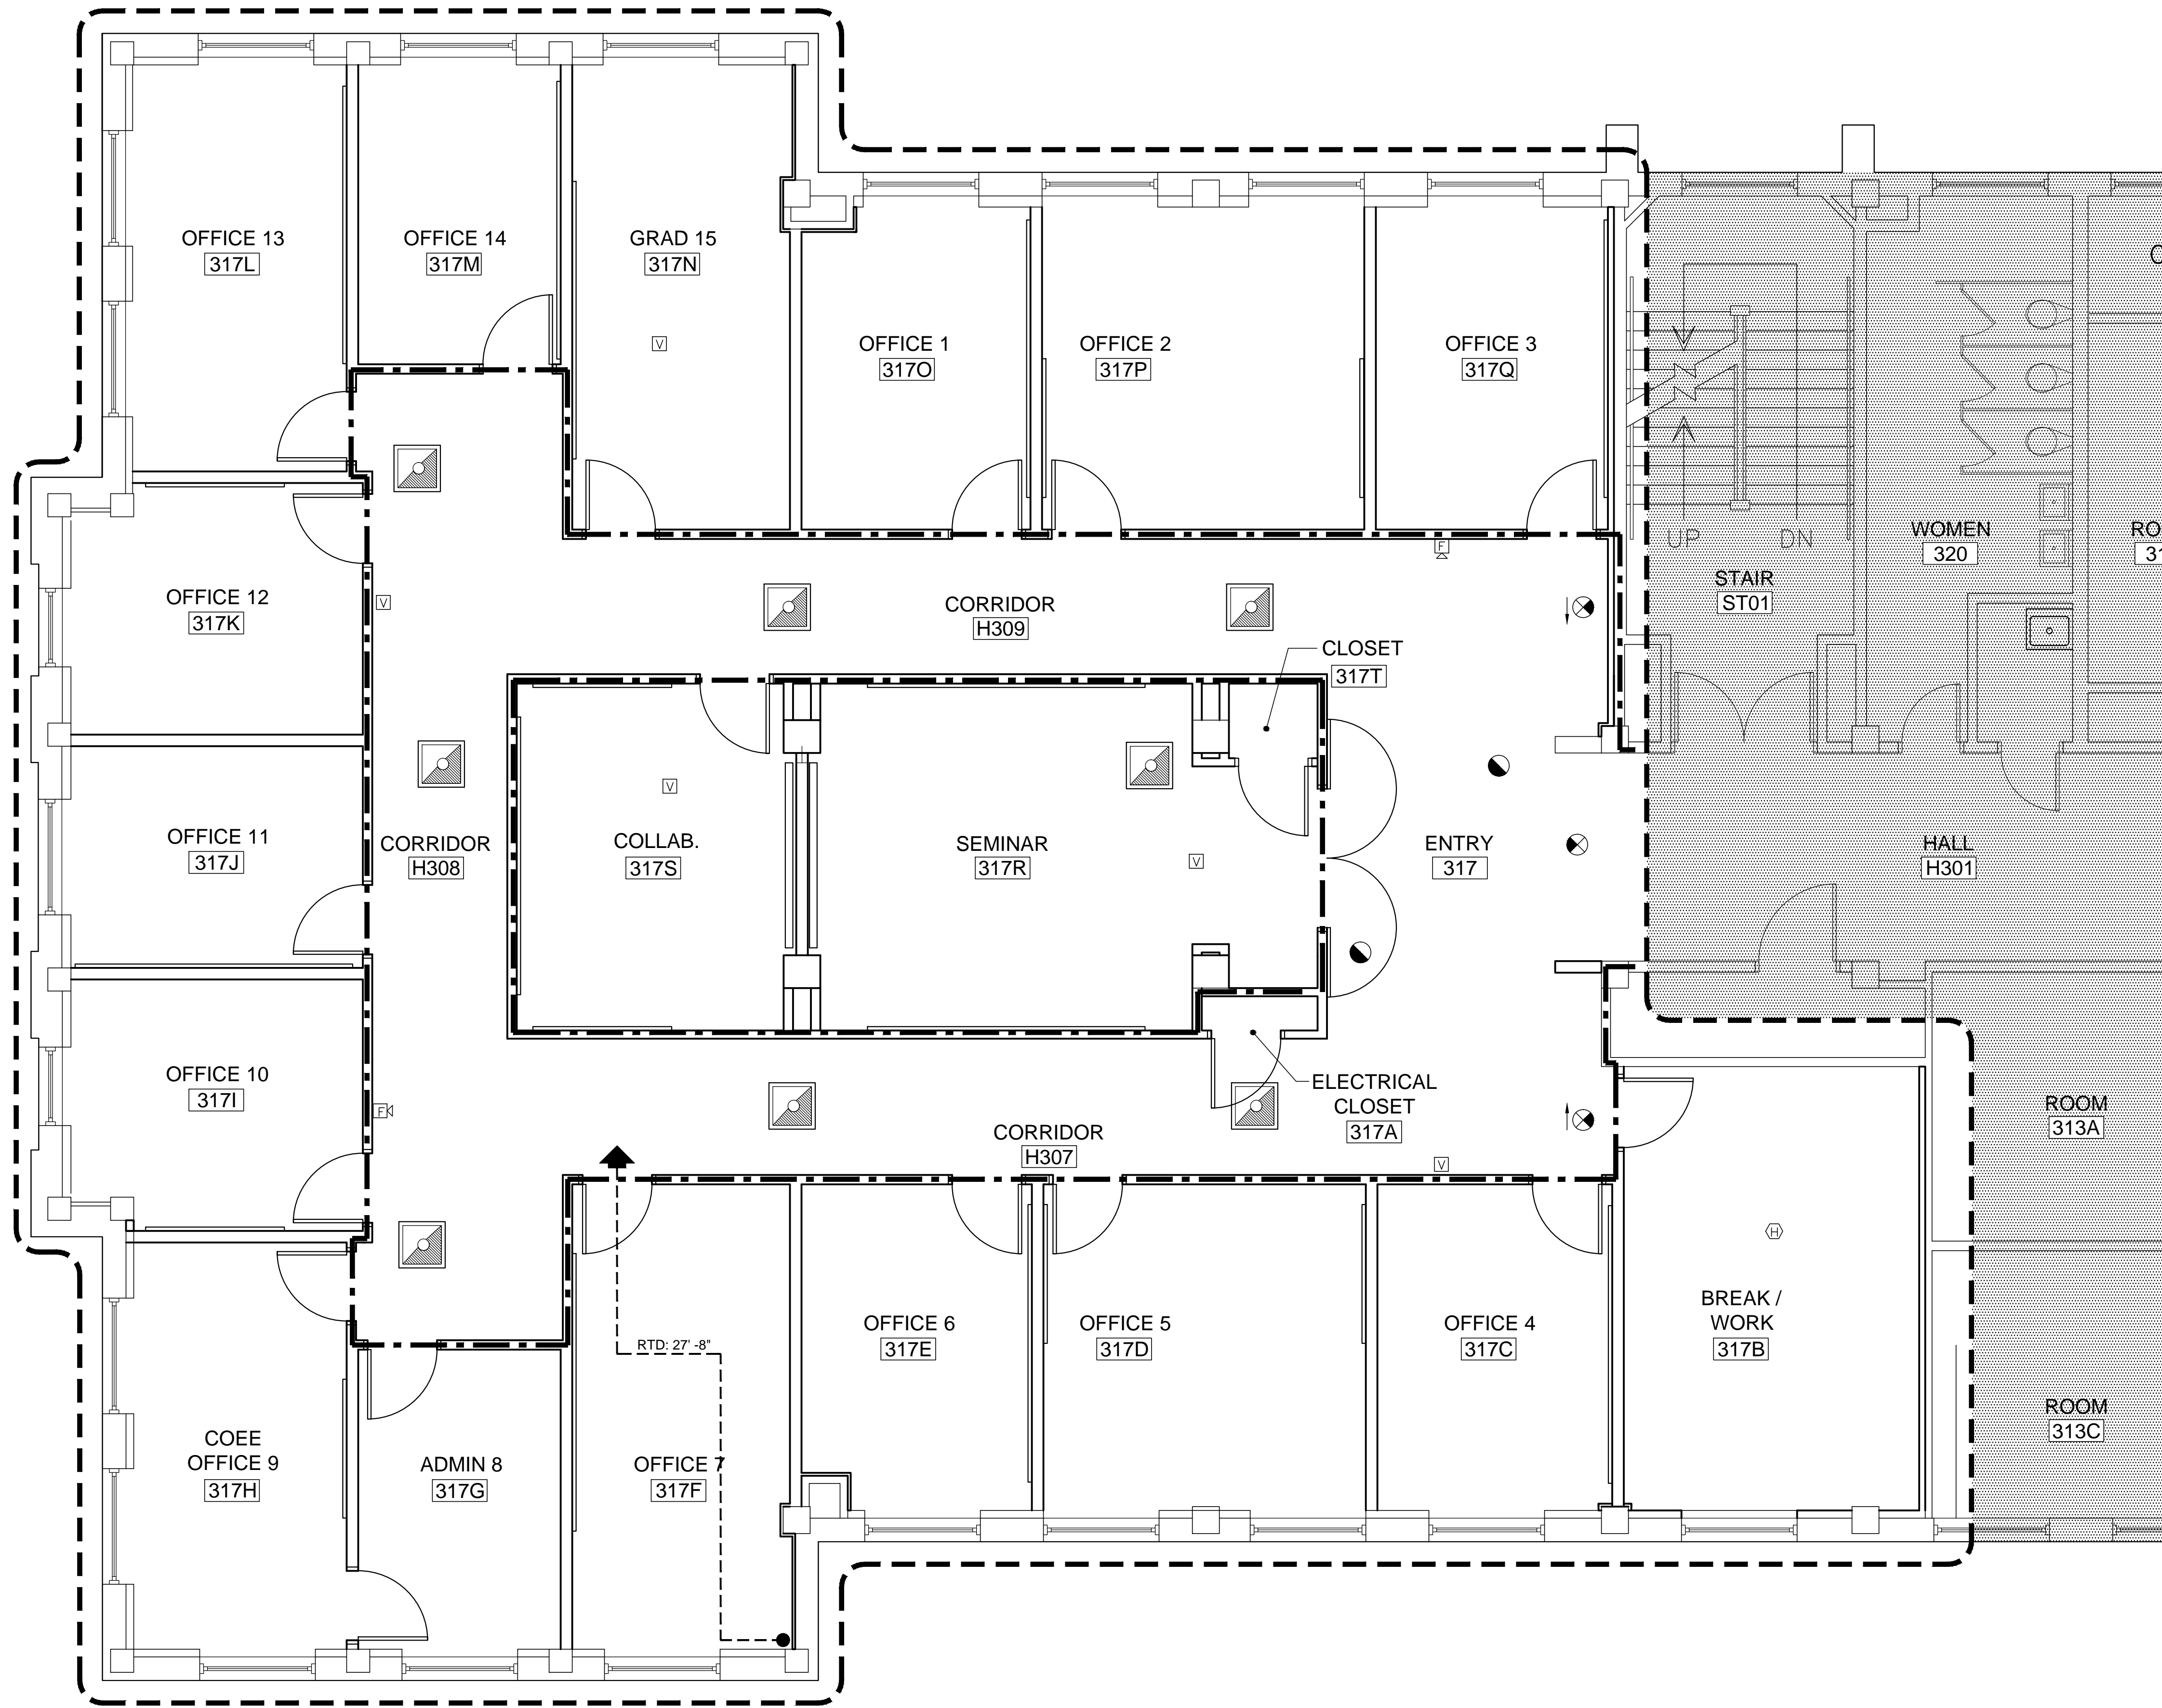 OFFICE 13
317L
OFFICE 14
317M
GRAD 15
317N
V
OFFICE 1
317O
OFFICE 2
317P
OFFICE 3
317Q
UP
DN
STAIR
ST01
WOMEN
320
F
OFFICE 12
317K
V
CORRIDOR
H309
CLOSET
317T
OFFICE 11
317J
CORRIDOR
H308
V
COLLAB.
317S
SEMINAR
317R
V
ENTRY
317
HALL
H301
OFFICE 10
317I
F
ELECTRICAL
CLOSET
317A
CORRIDOR
H307
V
ROOM
313A
H
BREAK /
WORK
317B
RTD: 27' -8"
OFFICE 6
317E
OFFICE 5
317D
OFFICE 4
317C
COEE
OFFICE 9
317H
ADMIN 8
317G
OFFICE 7
317F
ROOM
313C